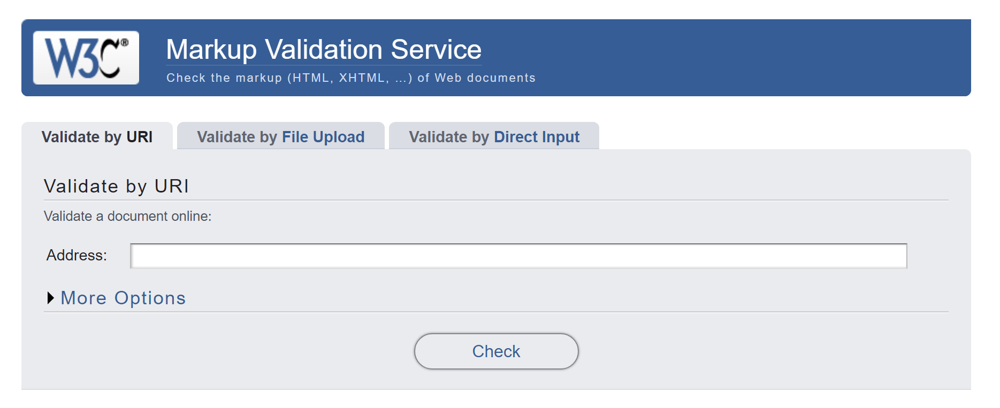 W3C®
Markup Validation Service
Check the markup (HTML, XHTML, …) of Web documents
Validate by URI
Validate by File Upload
Validate by Direct Input
Validate by URI
Validate a document online:
Address:
More Options
Check